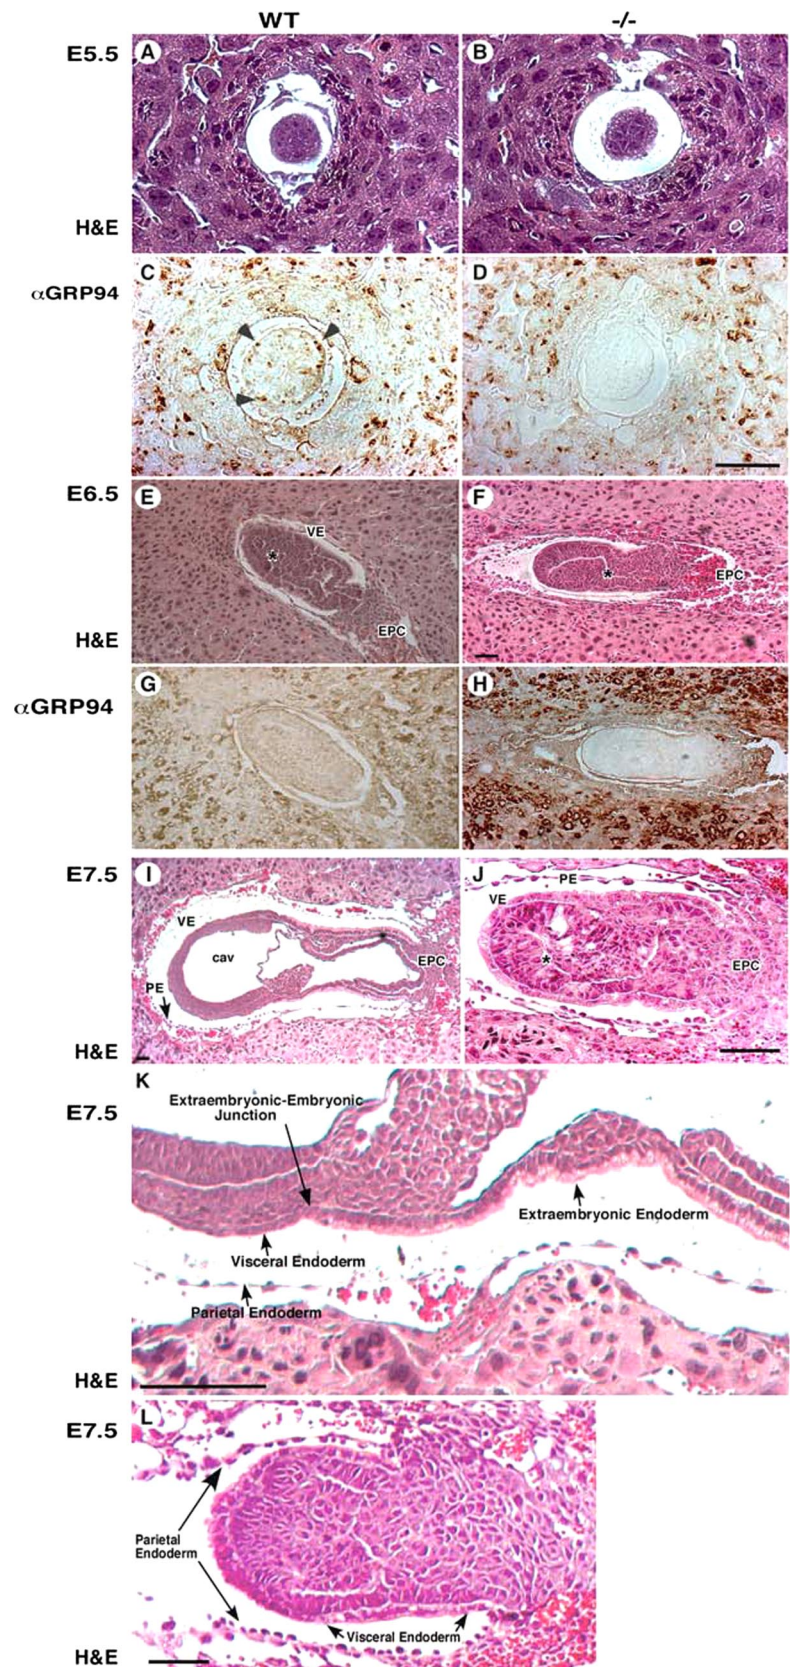 WT -/-
E5.5 A B
H&E
αGRP94 C D
E6.5 E F
VE
* *
EPC
EPC
H&E
αGRP94 G H
E7.5 I J
PE
VE VE
cav * EPC EPC
PE
*
H&E
K
E7.5 Extraembryonic-Embryonic
Junction
Extraembryonic Endoderm
Visceral Endoderm
Parietal Endoderm
H&E
L
E7.5
Parietal
Endoderm
Visceral Endoderm
H&E